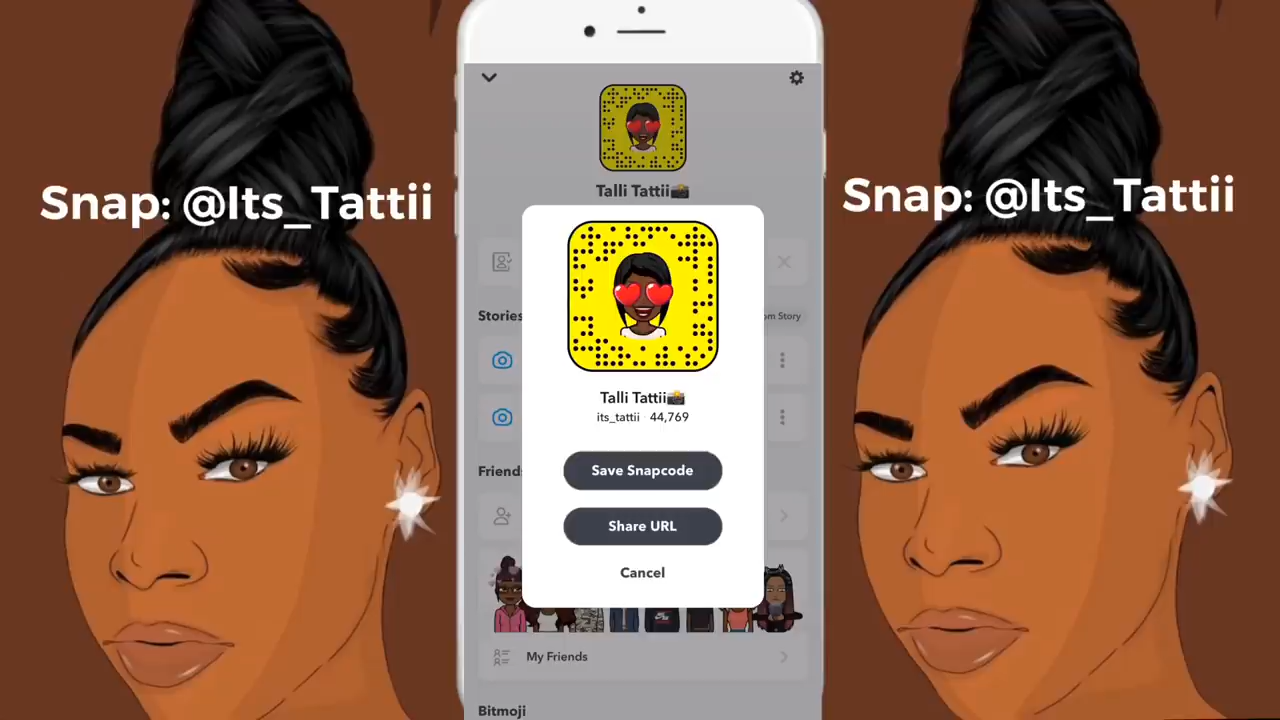 Snap: @Its_Tattii
Talli Tattii📸
Snap: @Its_Tattii
Stories
om Story
Talli Tattii📸
its_tattii 44,769
Friend
Save Snapcode
Share URL
Cancel
My Friends
Bitmoji